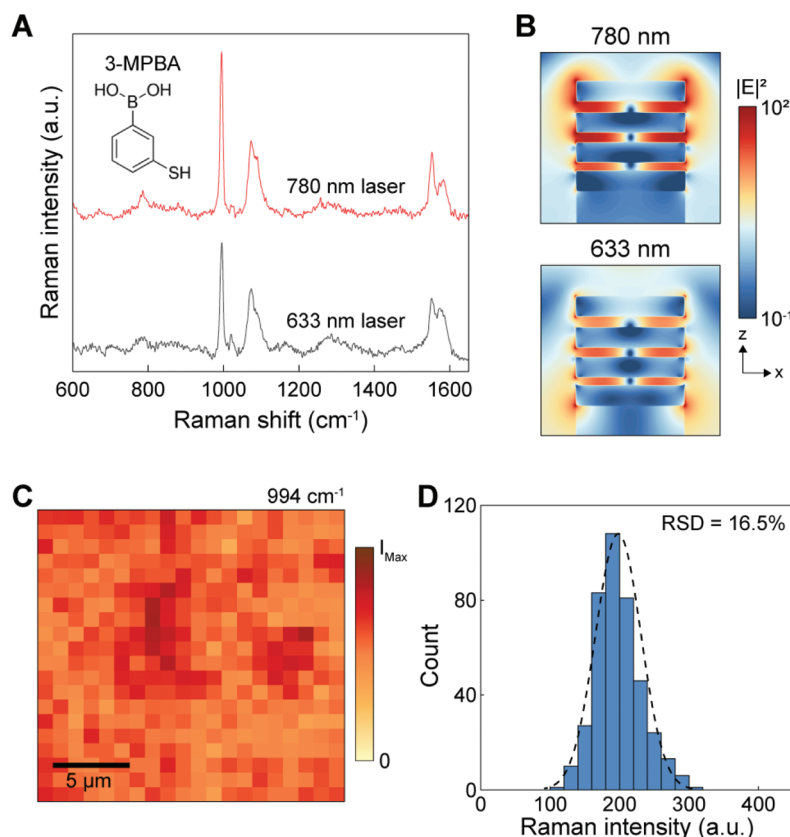 A
3-MPBA
HO
OH
B
SH
780 nm laser
633 nm laser
Raman intensity (a.u.)
600
800
1000
1200
1400
1600
Raman shift (cm⁻¹)
B
780 nm
|E|²
10²
633 nm
10⁻¹
z
x
C
994 cm⁻¹
I_Max
0
5 µm
D
RSD = 16.5%
120
80
40
0
Count
0
100
200
300
400
Raman intensity (a.u.)